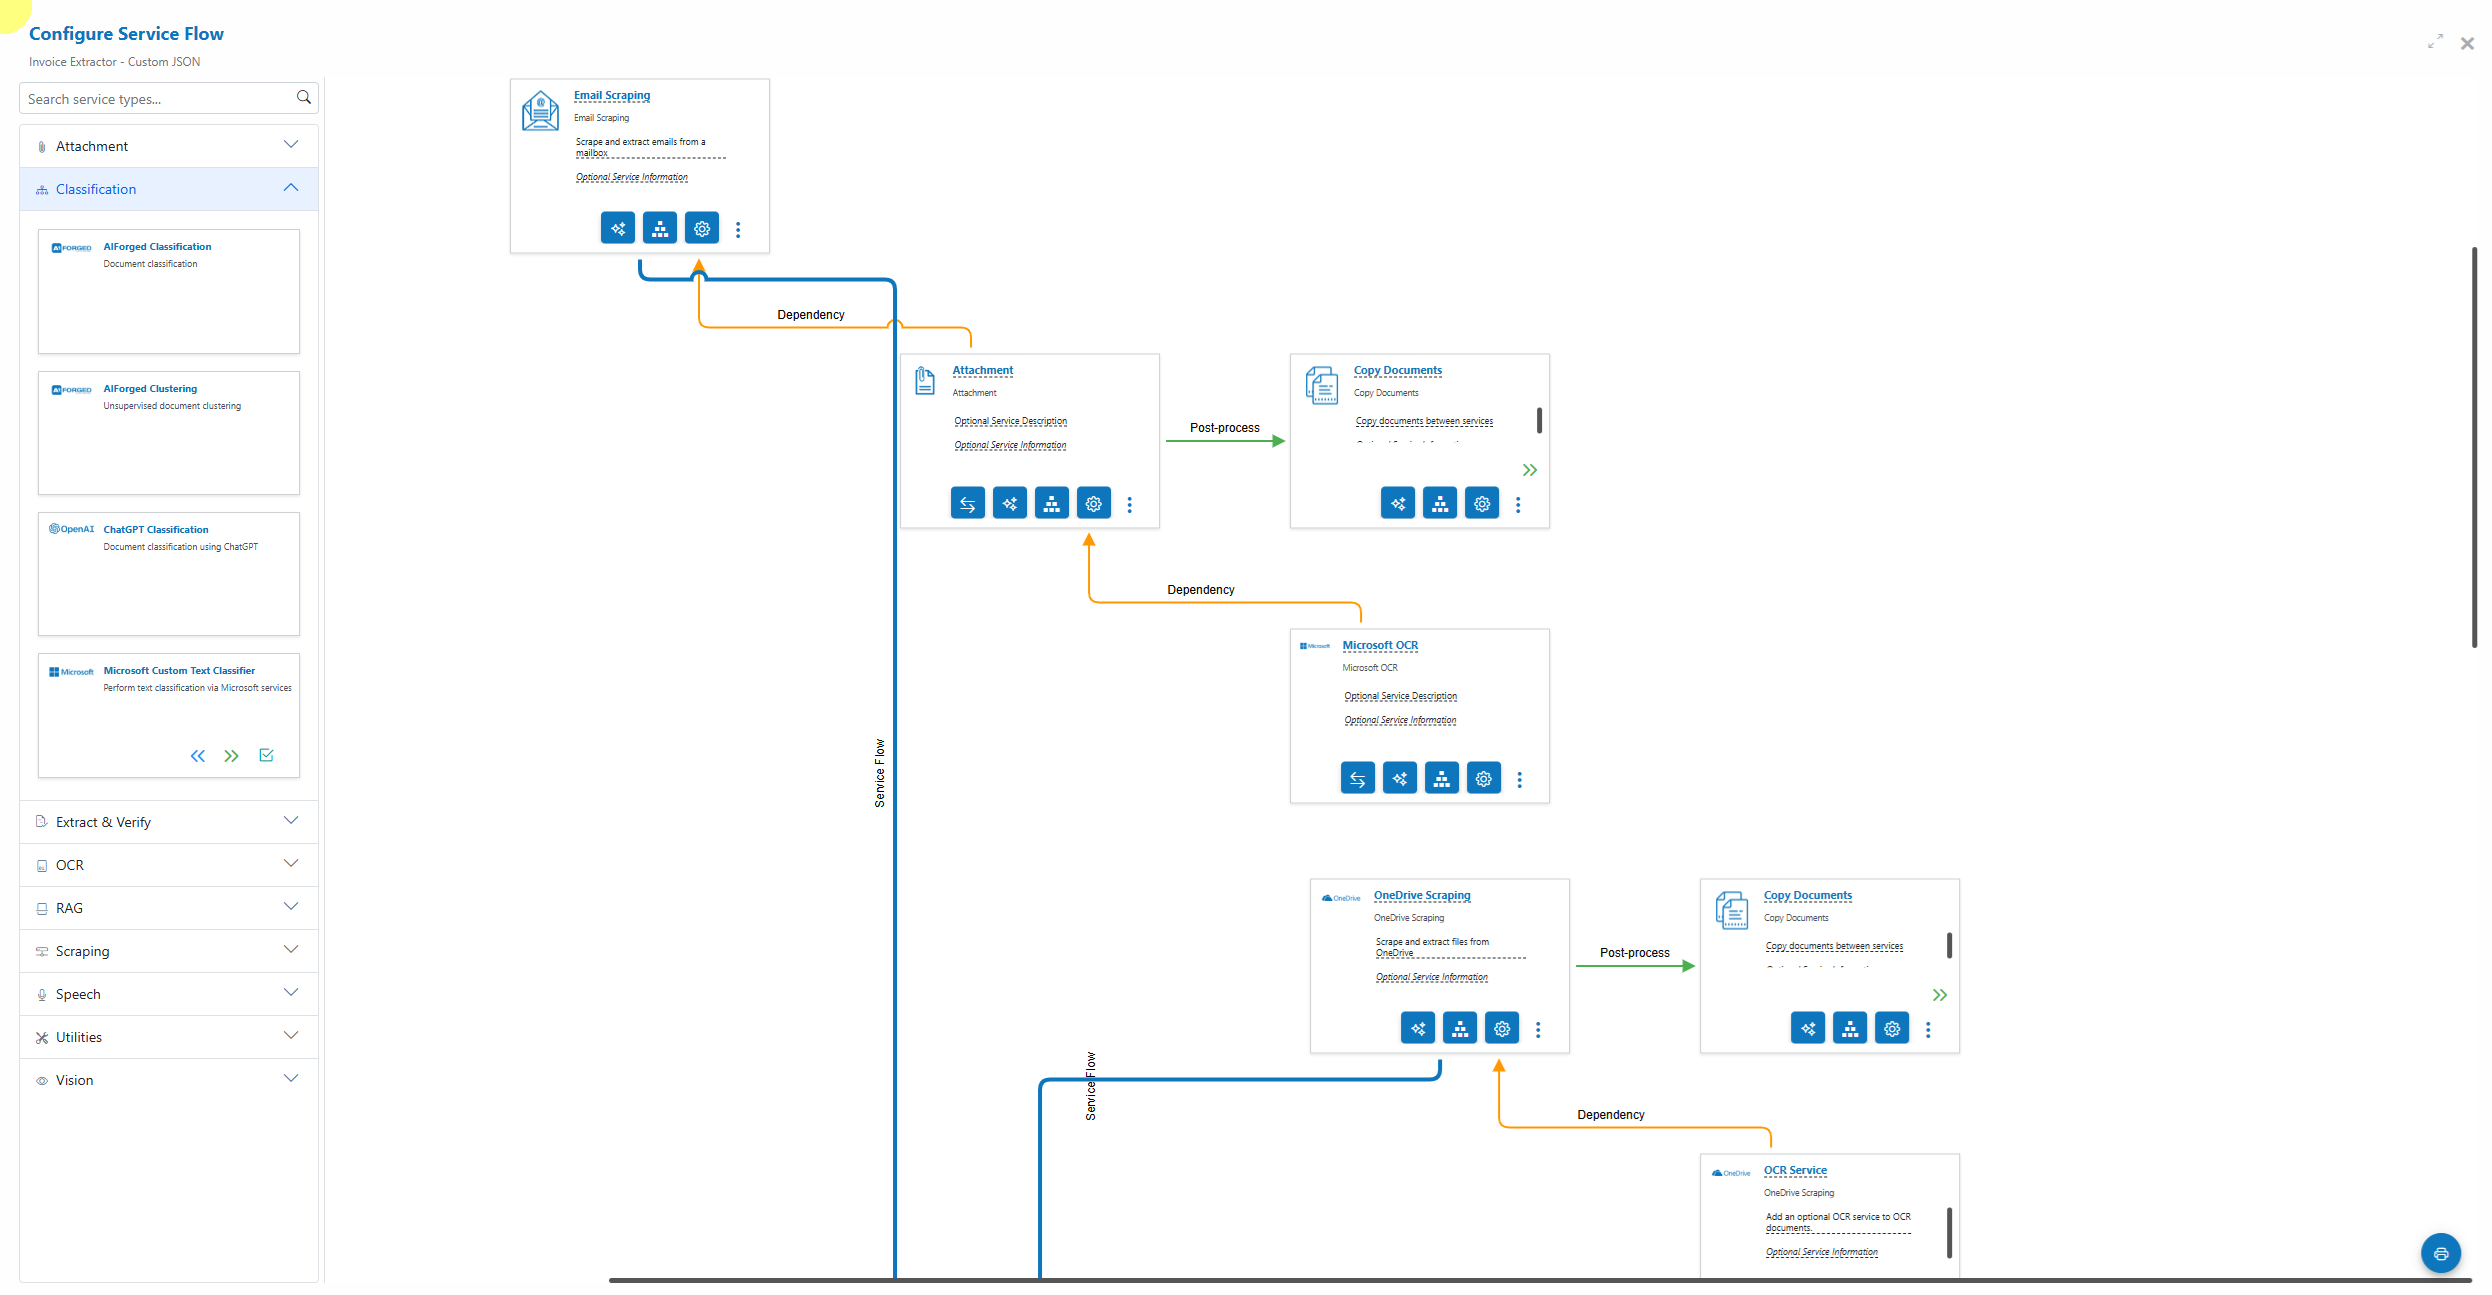 Configure Service Flow
Invoice Extractor - Custom JSON
Search service types...
Attachment
Classification
AIFORGED
AIForged Classification
Document classification
AIFORGED
AIForged Clustering
Unsupervised document clustering
OpenAI
ChatGPT Classification
Document classification using ChatGPT
Microsoft
Microsoft Custom Text Classifier
Perform text classification via Microsoft services
Extract & Verify
OCR
RAG
Scraping
Speech
Utilities
Vision
Email Scraping
Email Scraping
Scrape and extract emails from a
mailbox
Optional Service Information
Dependency
Attachment
Attachment
Optional Service Description
Optional Service Information
Post-process
Copy Documents
Copy Documents
Copy documents between services
Dependency
Microsoft
Microsoft OCR
Microsoft OCR
Optional Service Description
Optional Service Information
Service Flow
OneDrive
OneDrive Scraping
OneDrive Scraping
Scrape and extract files from
OneDrive
Optional Service Information
Post-process
Copy Documents
Copy Documents
Copy documents between services
Service Flow
Dependency
OneDrive
OCR Service
OneDrive Scraping
Add an optional OCR service to OCR
documents.
Optional Service Information